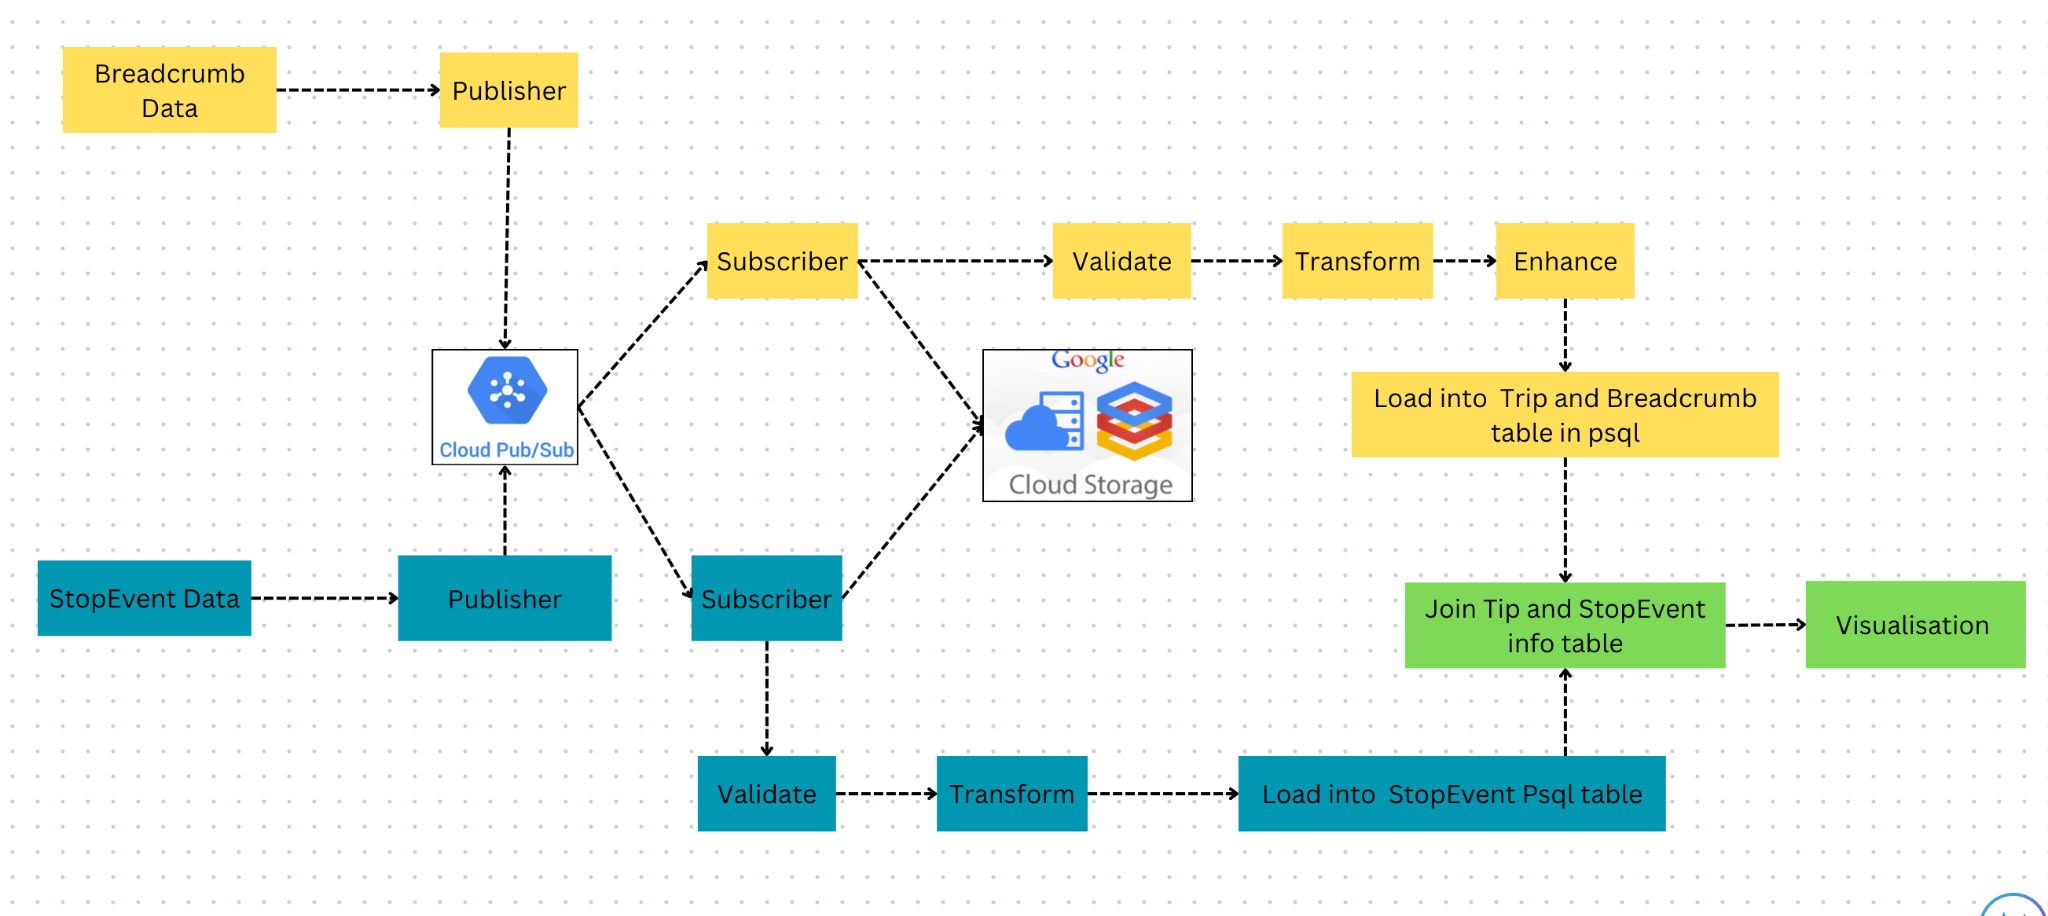 Breadcrumb
Data
Publisher
Subscriber
Validate
Transform
Enhance
Cloud Pub/Sub
Google
Cloud Storage
Load into  Trip and Breadcrumb
table in psql
StopEvent Data
Publisher
Subscriber
Join Tip and StopEvent
info table
Visualisation
Validate
Transform
Load into  StopEvent Psql table